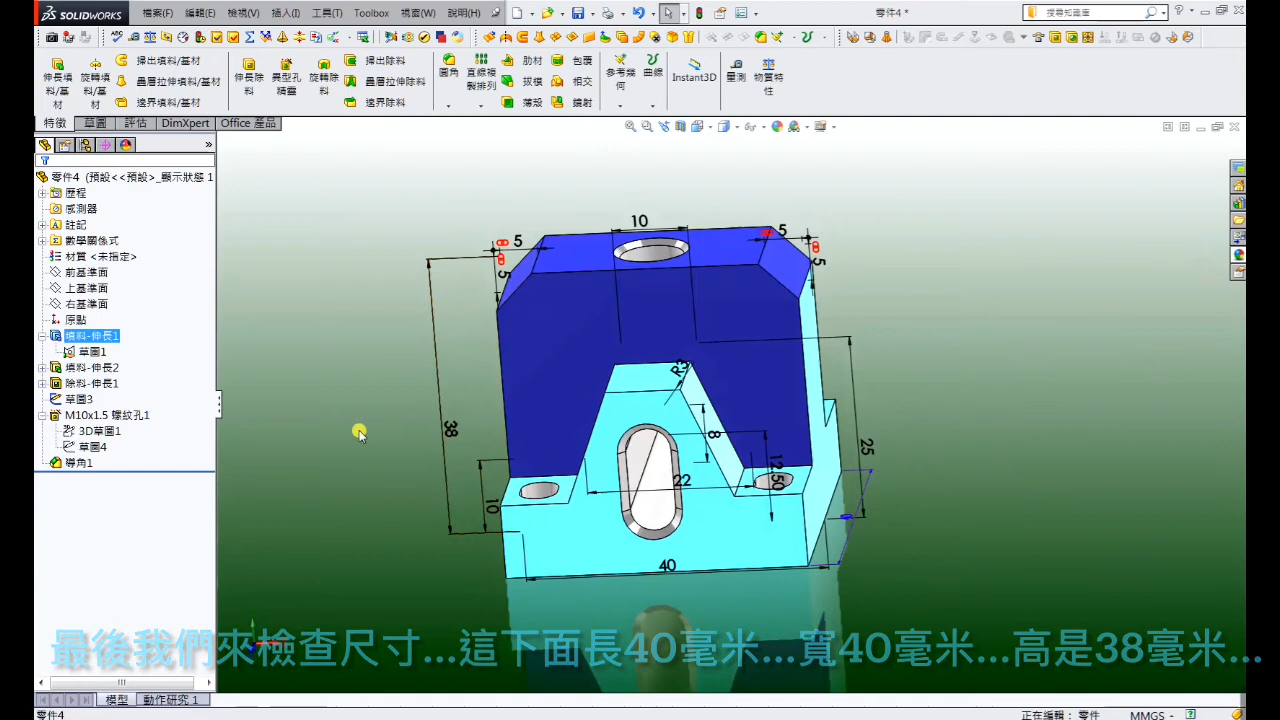 SOLIDWORKS 檔案(F) 編輯(E) 檢視(V) 插入(I) 工具(T) Toolbox 視窗(W) 說明(H) 零件4 * 搜尋知識庫
伸長填料/基材 旋轉填料/基材 掃出填料/基材 疊層拉伸填料/基材 邊界填料/基材 伸長除料 異型孔精靈 旋轉除料 掃出除料 疊層拉伸除料 邊界除料 圓角 直線複製排列 肋材 拔模 薄殼 包覆 相交 鏡射 參考幾何 曲線 Instant3D 量測 物質特性
特徵 草圖 評估 DimXpert Office 產品
零件4 (預設<<預設>_顯示狀態 1
歷程
感測器
註記
數學關係式
材質 <未指定>
前基準面
上基準面
右基準面
原點
填料-伸長1
草圖1
填料-伸長2
除料-伸長1
草圖3
M10x1.5 螺紋孔1
3D草圖1
草圖4
導角1
10
5
5
5
5
R3
38
8
25
12.50
22
10
40
最後我們來檢查尺寸...這下面長40毫米...寬40毫米...高是38毫米...
模型 動作研究 1
零件4 正在編輯: 零件 MMGS